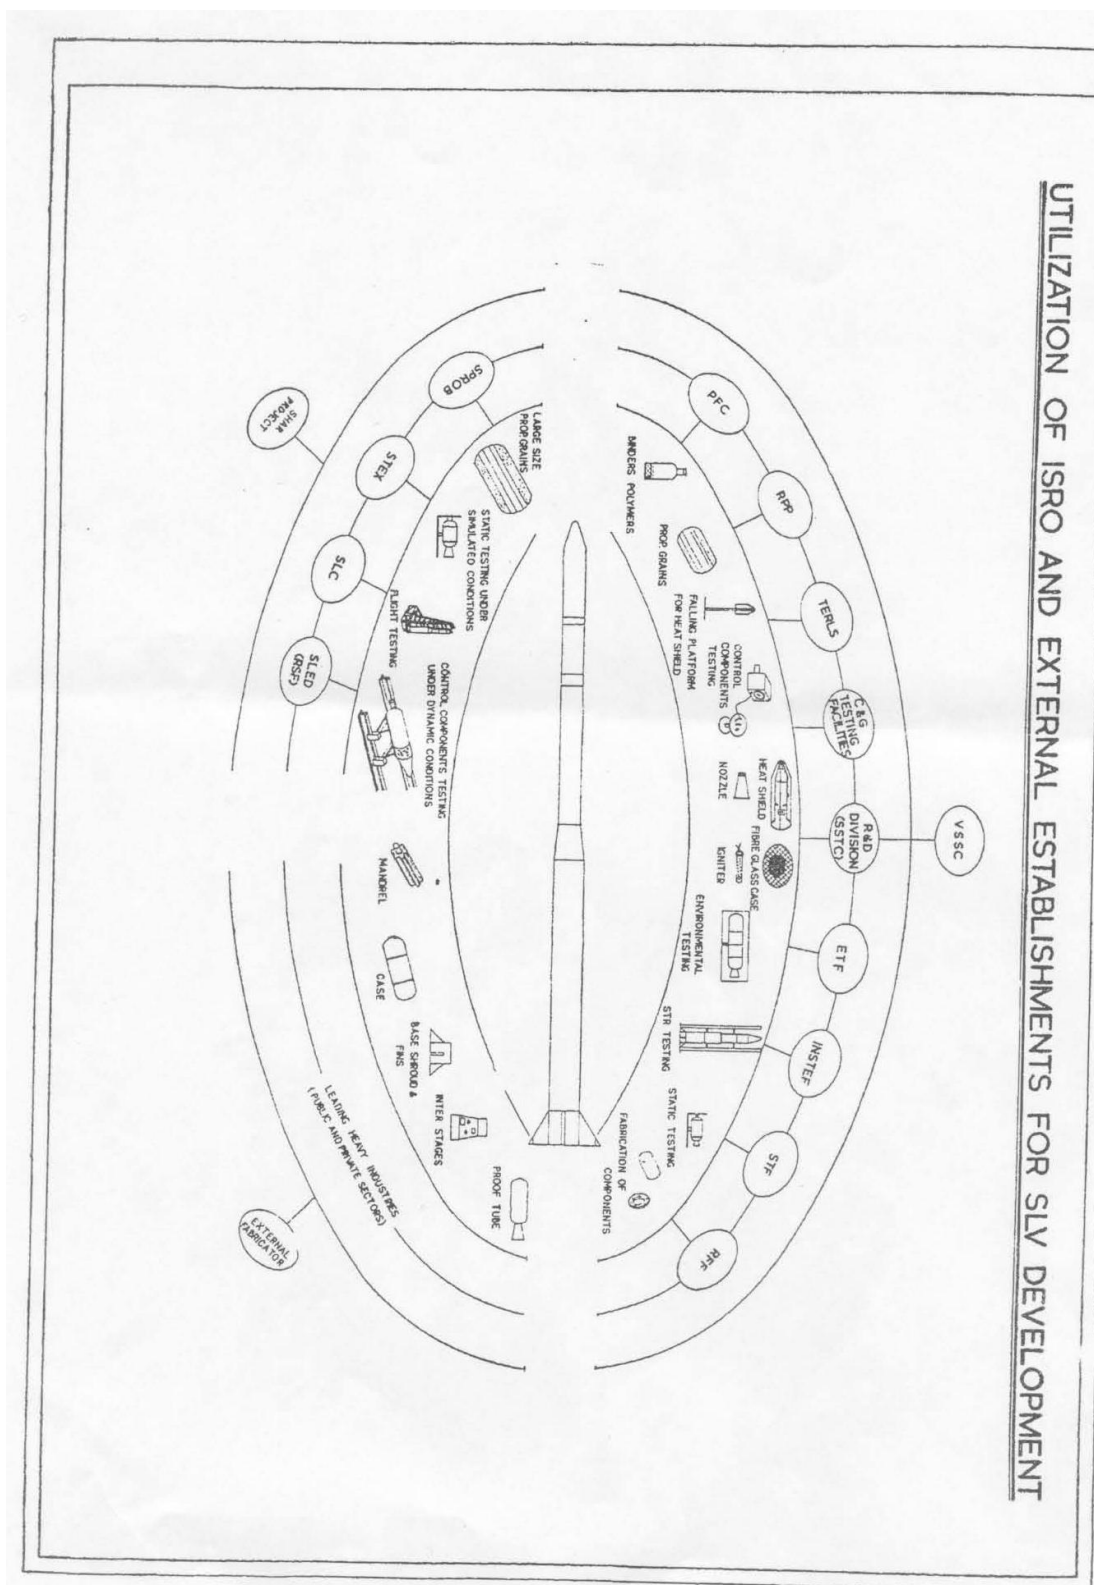 UTILIZATION OF ISRO AND EXTERNAL ESTABLISHMENTS FOR SLV DEVELOPMENT
VSSC
PFC
RPP
TERLS
C&G
TESTING
FACILITIES
R&D
DIVISION
(SSTC)
ETF
INSTEF
STF
RFF
BINDERS POLYMERS
PROP. GRAINS
FALLING PLATFORM
FOR HEAT SHIELD
CONTROL
COMPONENTS
TESTING
HEAT SHIELD
NOZZLE
FIBRE GLASS CASE
IGNITER
ENVIRONMENTAL
TESTING
STR TESTING
STATIC TESTING
FABRICATION OF
COMPONENTS
LARGE SIZE
PROP. GRAINS
STATIC TESTING UNDER
SIMULATED CONDITIONS
FLIGHT TESTING
CONTROL COMPONENTS TESTING
UNDER DYNAMIC CONDITIONS
MANDREL
CASE
BASE SHROUD &
FINS
INTER STAGES
PROOF TUBE
SPROB
STEX
SLC
SLED
(RSF)
SHAR
PROJECT
LEADING HEAVY INDUSTRIES
(PUBLIC AND PRIVATE SECTORS)
EXTERNAL
FABRICATOR